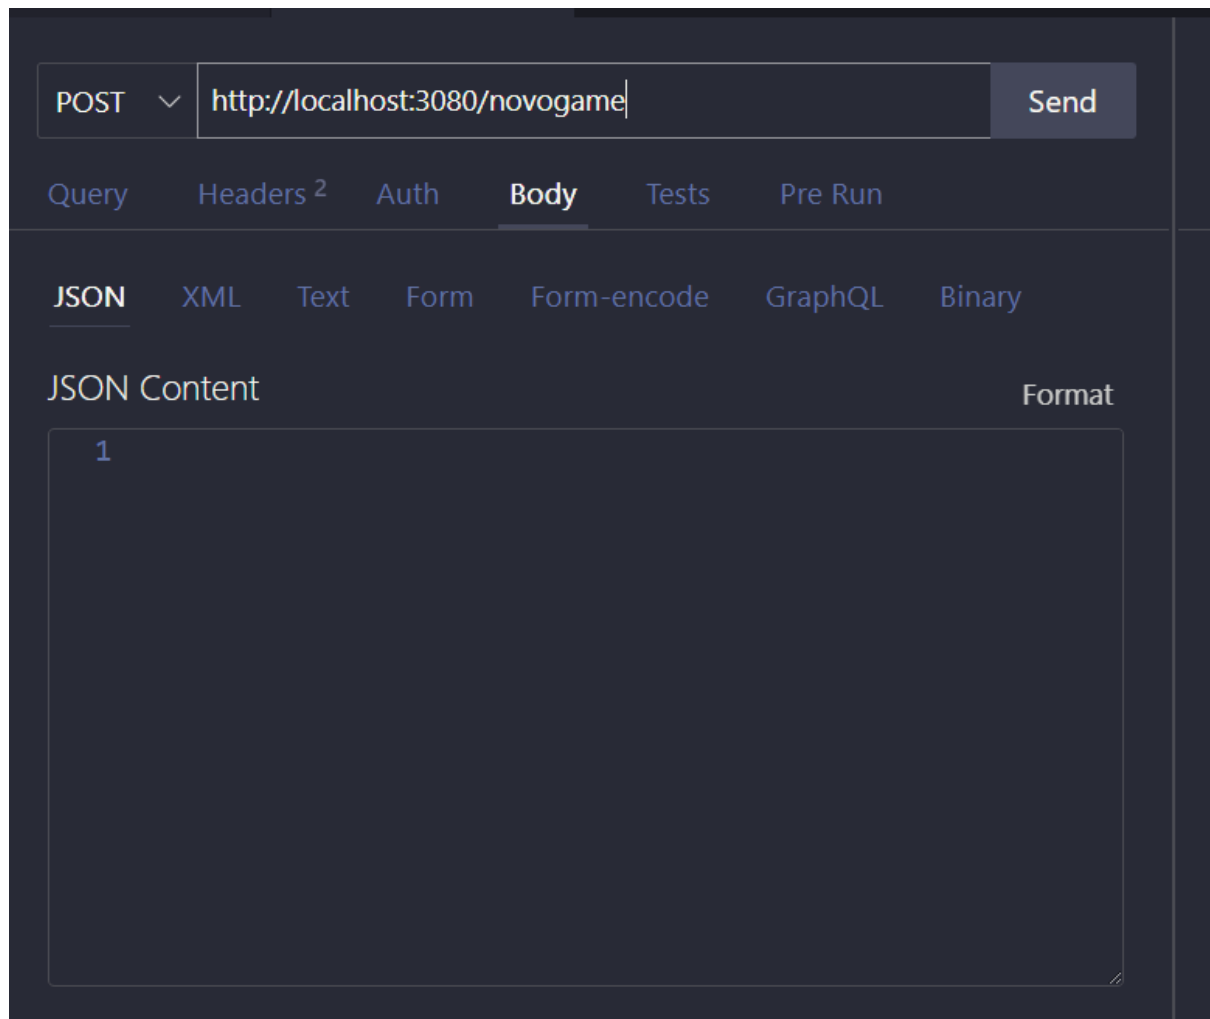 POST http://localhost:3080/novogame Send
Query Headers 2 Auth Body Tests Pre Run
JSON XML Text Form Form-encode GraphQL Binary
JSON Content Format
1